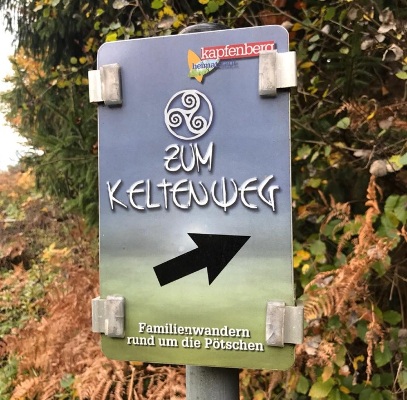 kapfenberg
ZUM
KELTENWEG
Familienwandern
rund um die Pötschen